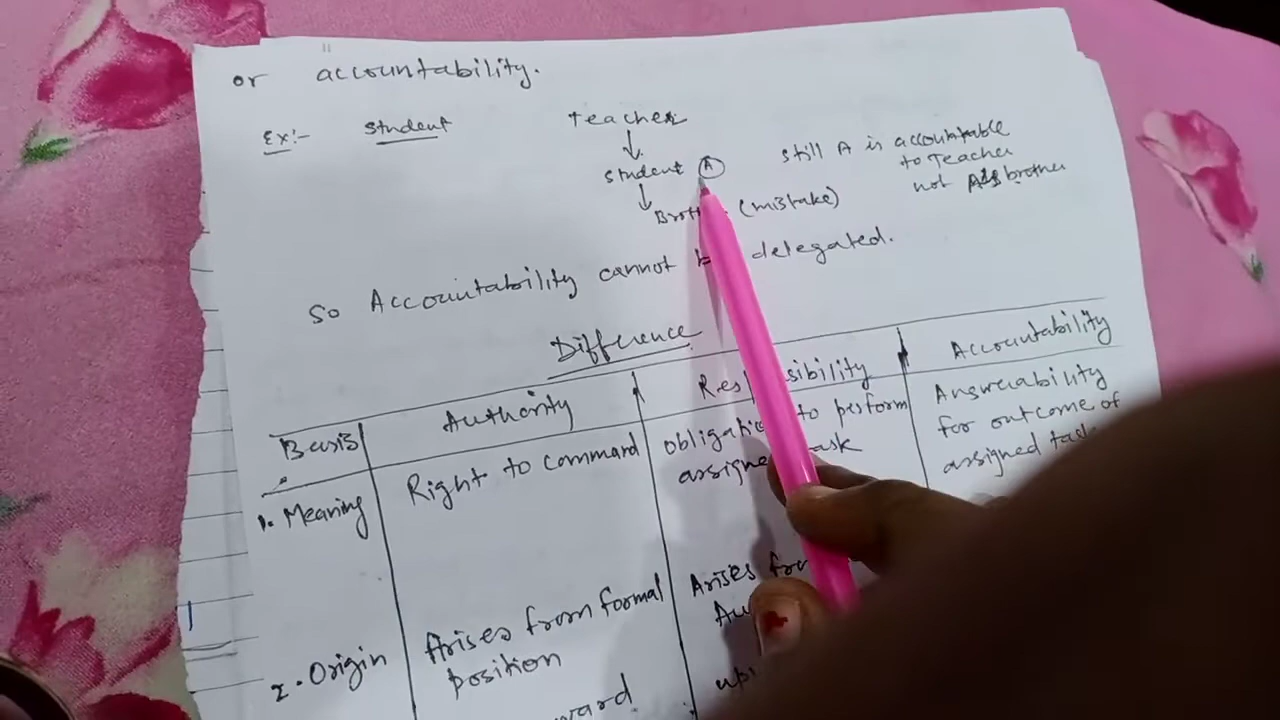 or accountability.
Ex:- student
Teacher
↓
student A
↓
(mistake)
still A is accountable
to Teacher
not A's brother
So Accountability cannot delegated.
Difference
Basis Authority Accountability
1. Meaning Right to command
to perform
assigned
Answerability
for outcome of
assigned
2. Origin Arises from formal
position
Arises